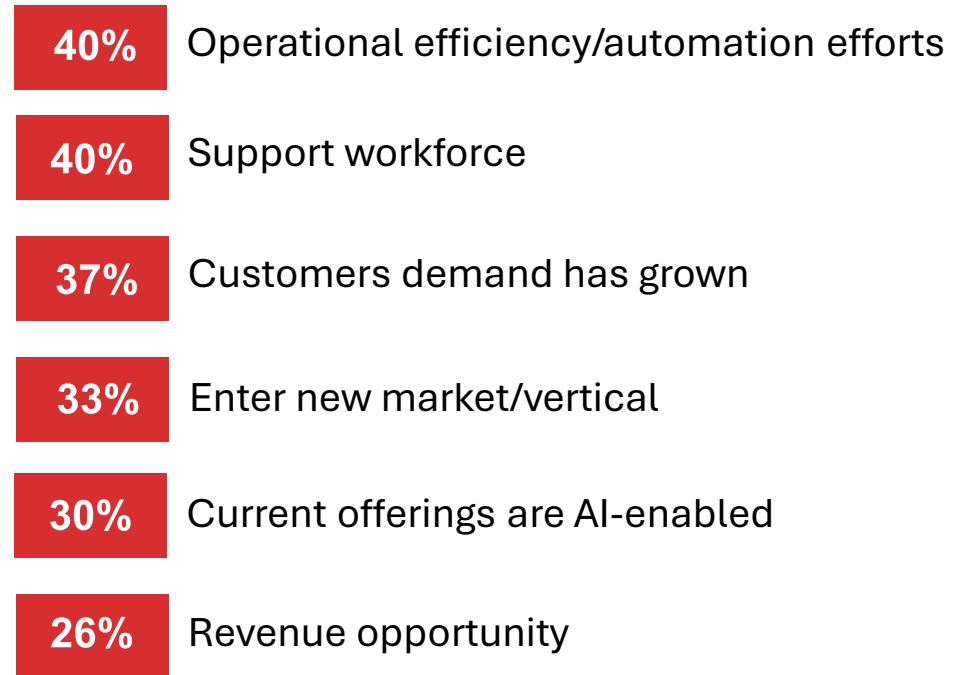 40% Operational efficiency/automation efforts
40% Support workforce
37% Customers demand has grown
33% Enter new market/vertical
30% Current offerings are AI-enabled
26% Revenue opportunity